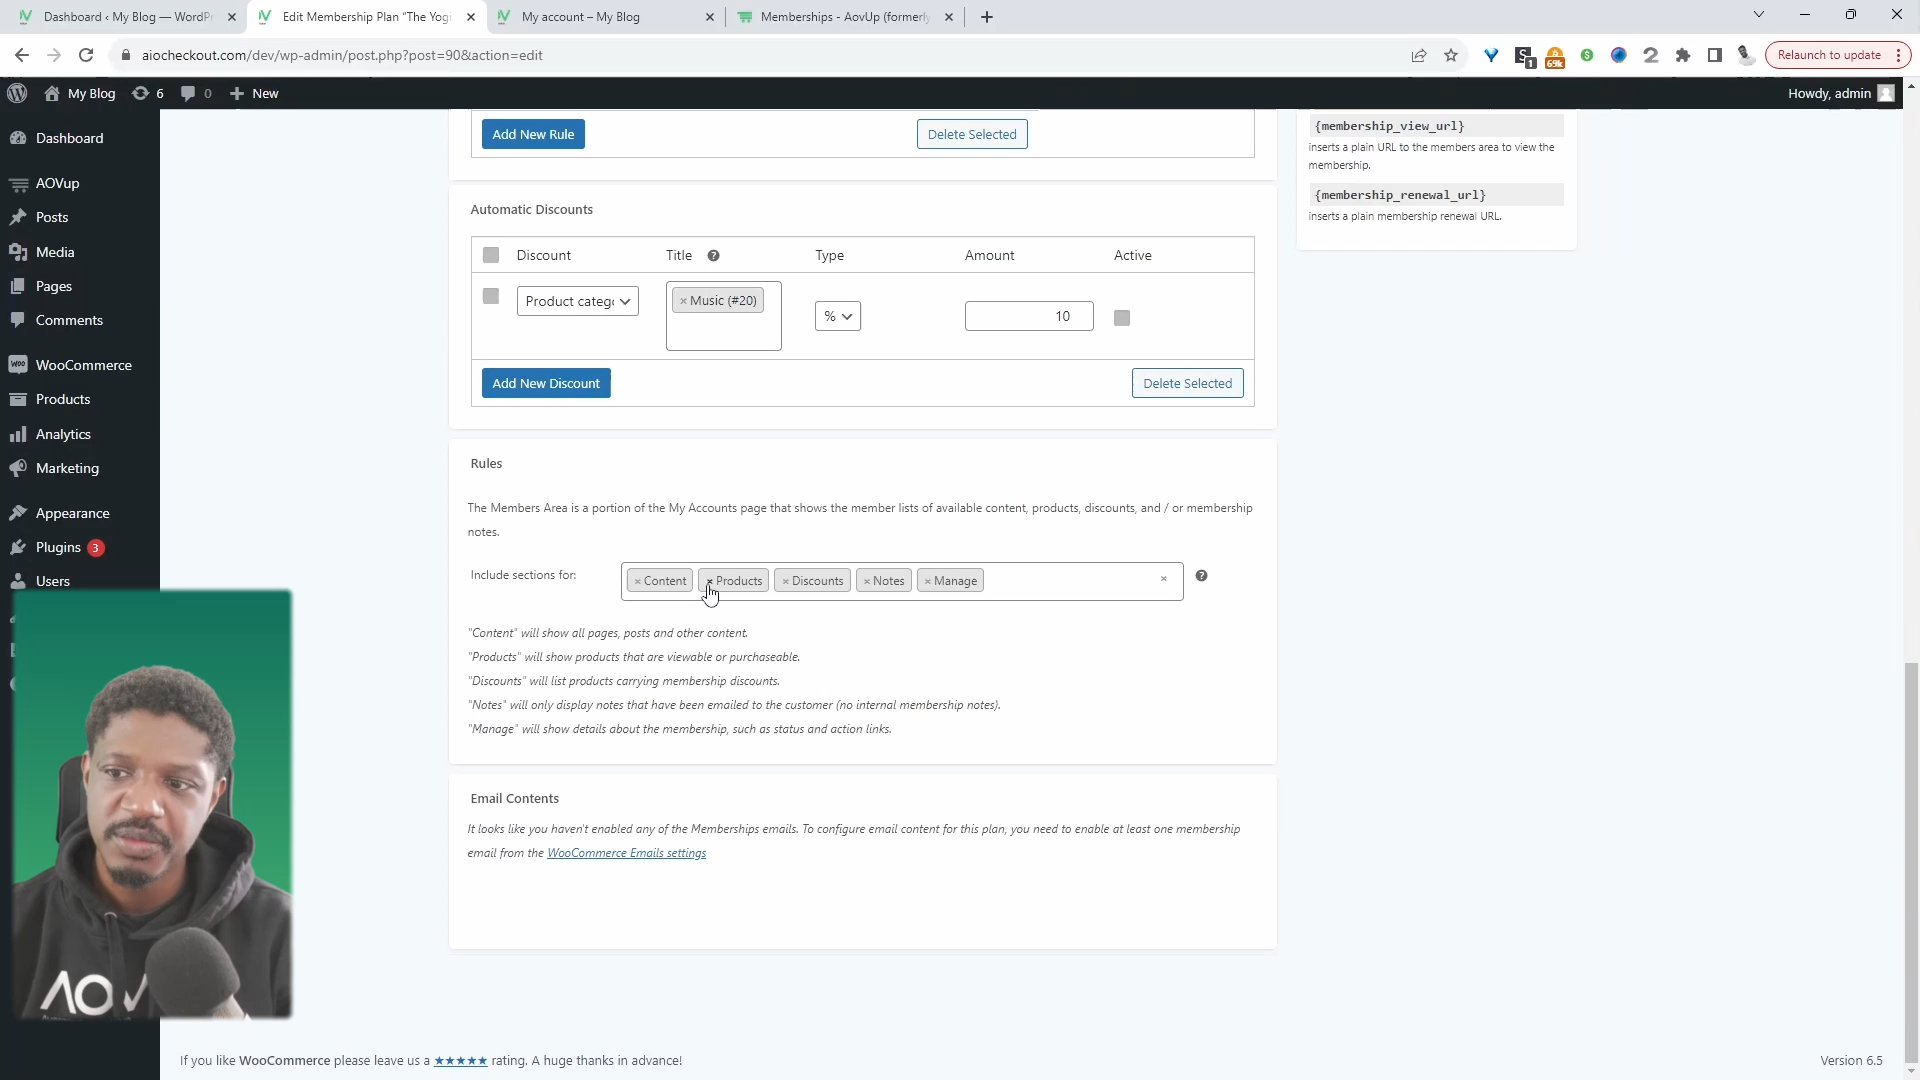 Dashboard ‹ My Blog — WordPr
Edit Membership Plan "The Yogi
My account – My Blog
Memberships - AovUp (formerly
aiocheckout.com/dev/wp-admin/post.php?post=90&action=edit
1
69k
Relaunch to update
My Blog
6
0
New
Howdy, admin
Dashboard
AOVup
Posts
Media
Pages
Comments
WooCommerce
Products
Analytics
Marketing
Appearance
Plugins 3
Users
Add New Rule
Delete Selected
{membership_view_url}
inserts a plain URL to the members area to view the
membership.
{membership_renewal_url}
inserts a plain membership renewal URL.
Automatic Discounts
Discount Title Type Amount Active
Product categ
× Music (#20)
%
10
Add New Discount
Delete Selected
Rules
The Members Area is a portion of the My Accounts page that shows the member lists of available content, products, discounts, and / or membership
notes.
Include sections for:
× Content × Products × Discounts × Notes × Manage ×
"Content" will show all pages, posts and other content.
"Products" will show products that are viewable or purchaseable.
"Discounts" will list products carrying membership discounts.
"Notes" will only display notes that have been emailed to the customer (no internal membership notes).
"Manage" will show details about the membership, such as status and action links.
Email Contents
It looks like you haven't enabled any of the Memberships emails. To configure email content for this plan, you need to enable at least one membership
email from the WooCommerce Emails settings
If you like WooCommerce please leave us a ★★★★★ rating. A huge thanks in advance!
Version 6.5